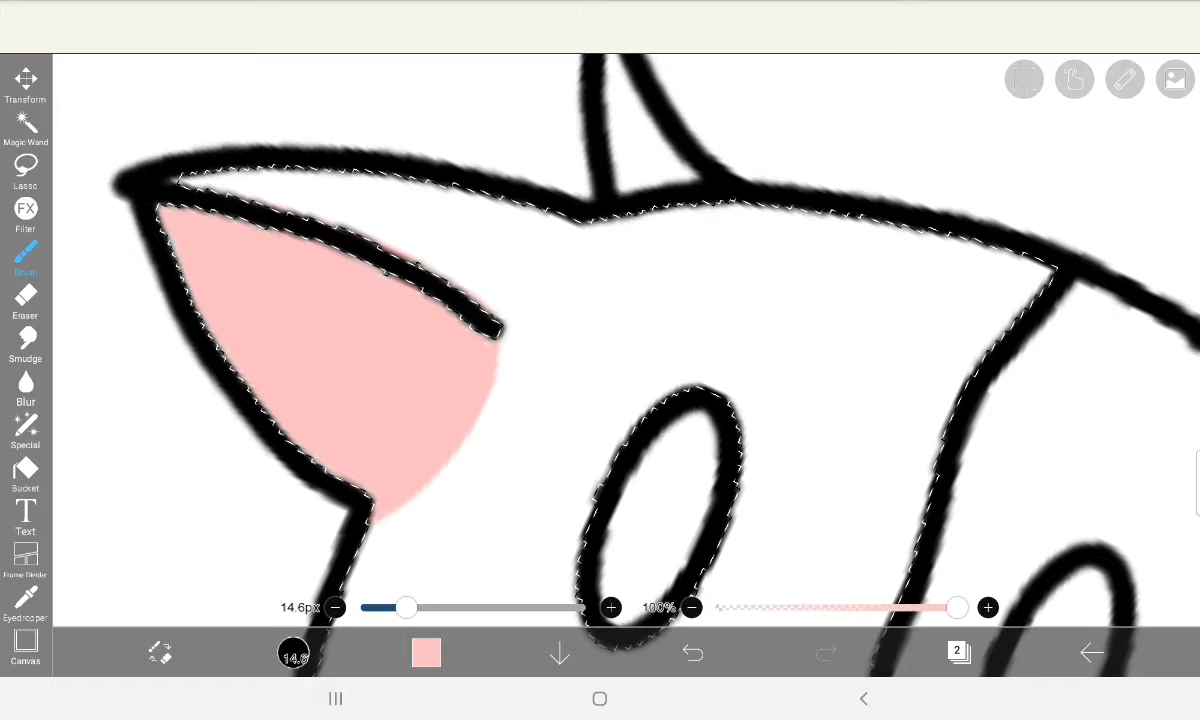 Transform
Magic Wand
Lasso
FX
Filter
Brush
Eraser
Smudge
Blur
Special
Bucket
T
Text
Frame Divider
Eyedropper
Canvas
14.6px
100%
14.6
2